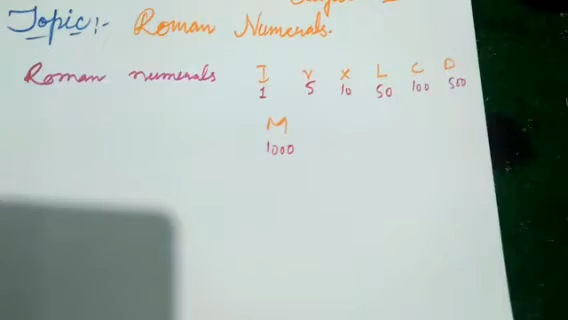 Topic:- Roman Numerals.
Roman numerals I V X L C D
1 5 10 50 100 500
M
1000